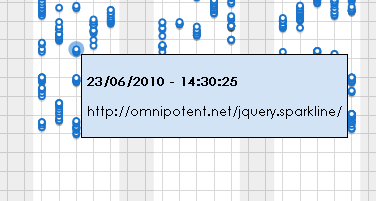 23/06/2010 - 14:30:25
http://omnipotent.net/jquery.sparkline/